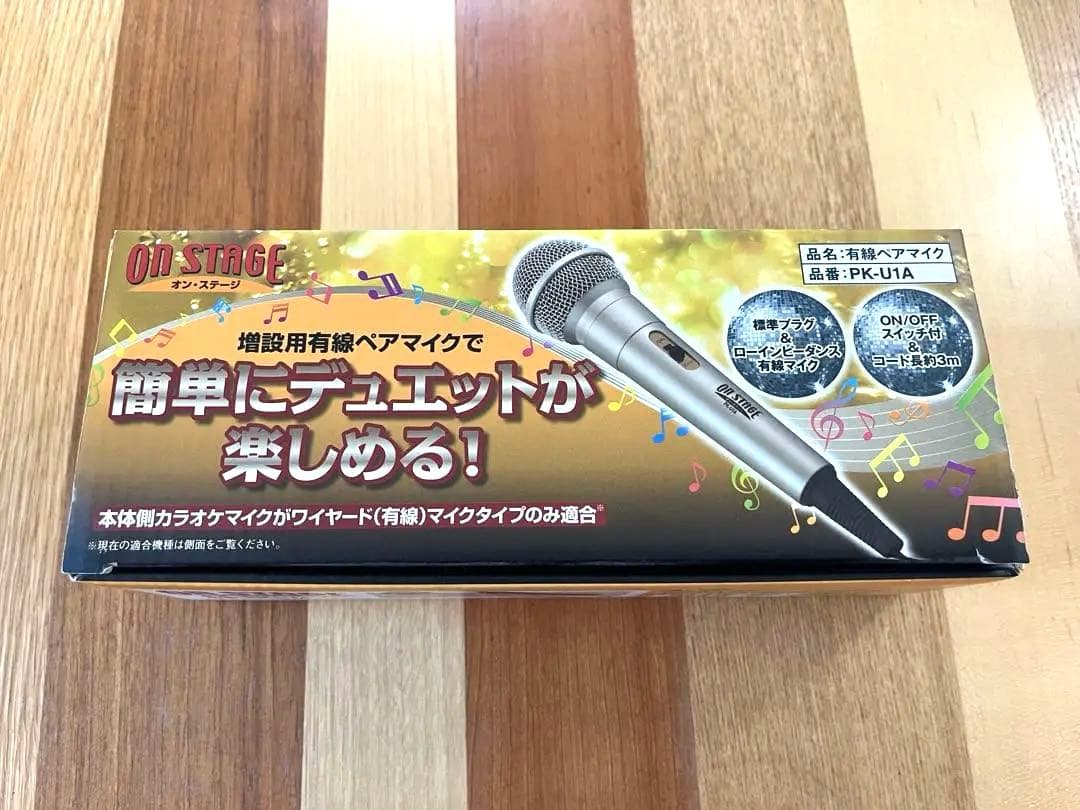 ON STAGE
オン・ステージ
増設用有線ペアマイクで
簡単にデュエットが
楽しめる!
本体側カラオケマイクがワイヤード(有線)マイクタイプのみ適合※
※現在の適合機種は側面をご覧ください。
品名:有線ペアマイク
品番:PK-U1A
標準プラグ
&
ローインピーダンス
有線マイク
ON/OFF
スイッチ付
&
コード長約3m
ON STAGE